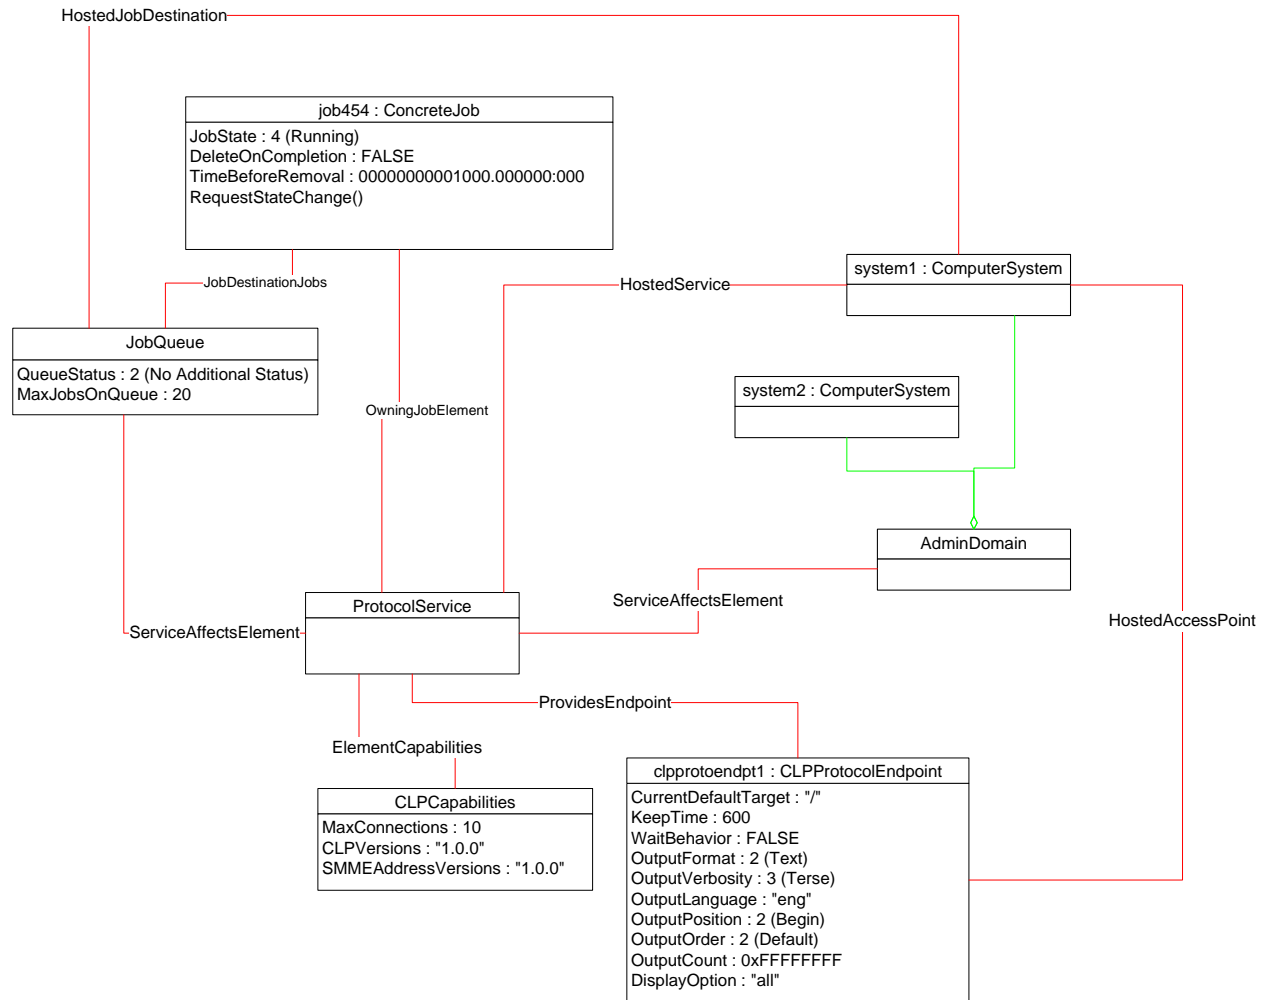 HostedJobDestination
job454 : ConcreteJob
JobState : 4 (Running)
DeleteOnCompletion : FALSE
TimeBeforeRemoval : 00000000001000.000000:000
RequestStateChange()
JobDestinationJobs
HostedService
system1 : ComputerSystem
JobQueue
QueueStatus : 2 (No Additional Status)
MaxJobsOnQueue : 20
system2 : ComputerSystem
OwningJobElement
AdminDomain
ProtocolService
ServiceAffectsElement
ServiceAffectsElement
HostedAccessPoint
ProvidesEndpoint
ElementCapabilities
CLPCapabilities
MaxConnections : 10
CLPVersions : "1.0.0"
SMMEAddressVersions : "1.0.0"
clpprotoendpt1 : CLPProtocolEndpoint
CurrentDefaultTarget : "/"
KeepTime : 600
WaitBehavior : FALSE
OutputFormat : 2 (Text)
OutputVerbosity : 3 (Terse)
OutputLanguage : "eng"
OutputPosition : 2 (Begin)
OutputOrder : 2 (Default)
OutputCount : 0xFFFFFFFF
DisplayOption : "all"